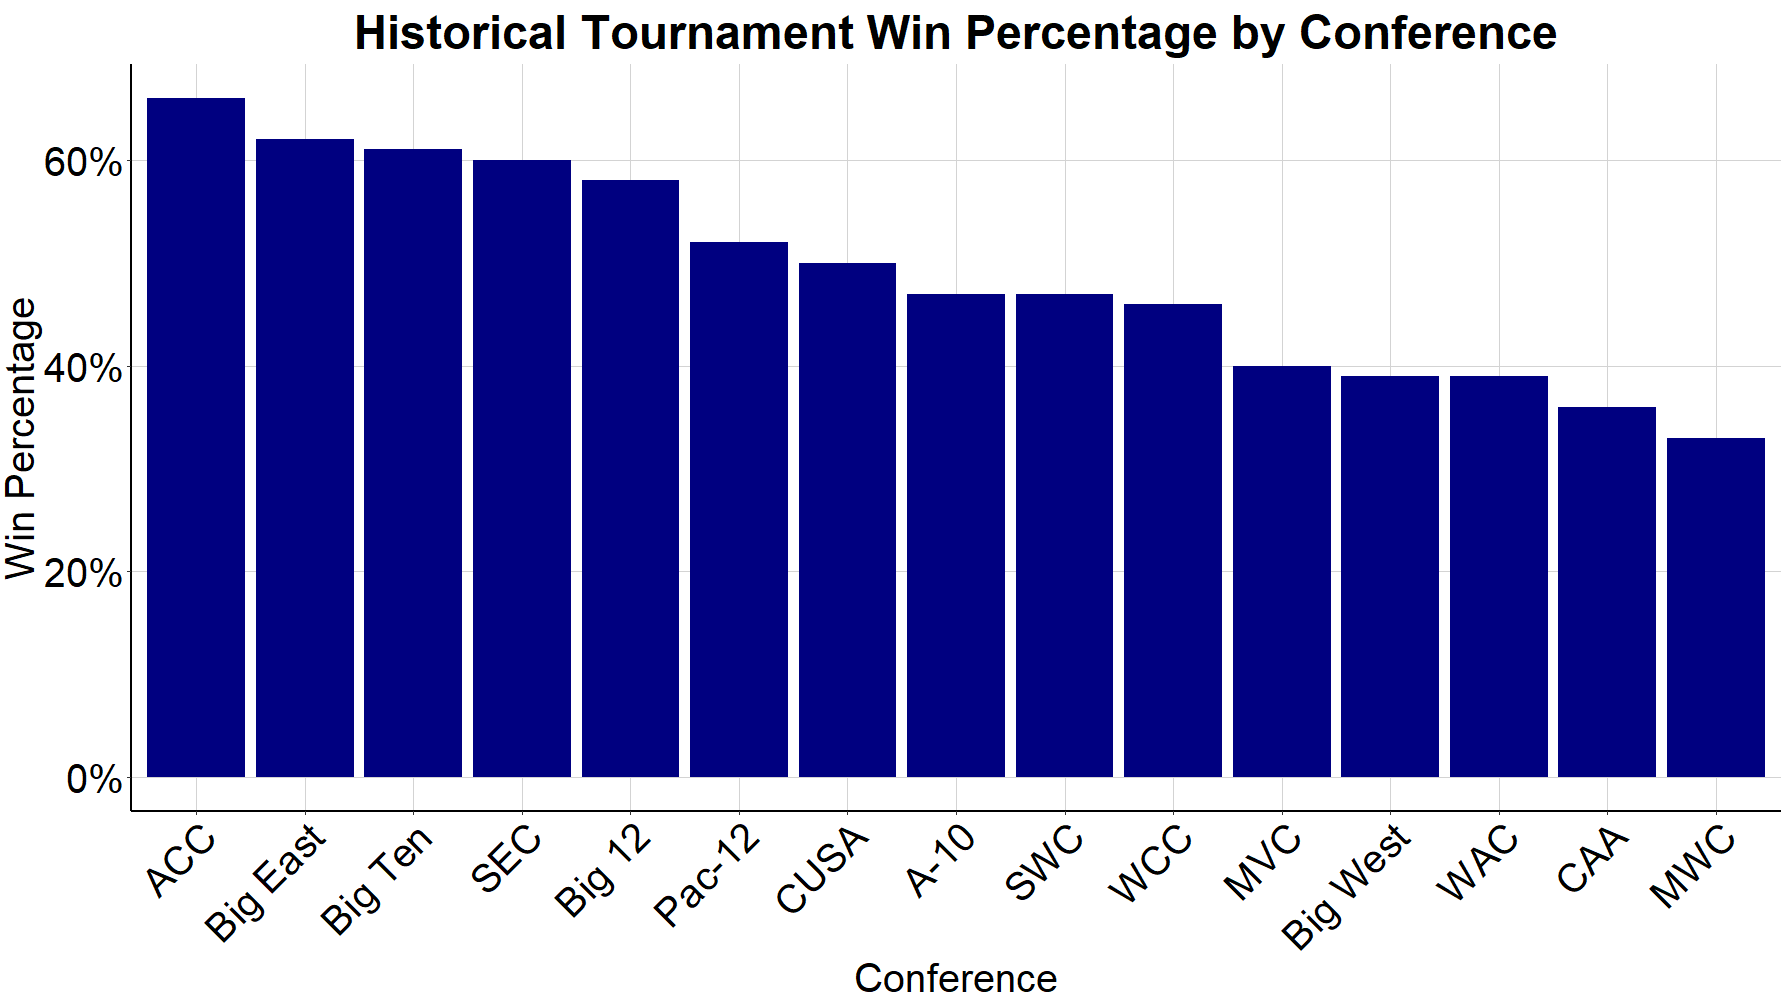 Historical Tournament Win Percentage by Conference
Win Percentage
60%
40%
20%
0%
ACC
Big East
Big Ten
SEC
Big 12
Pac-12
CUSA
A-10
SWC
WCC
MVC
Big West
WAC
CAA
MWC
Conference